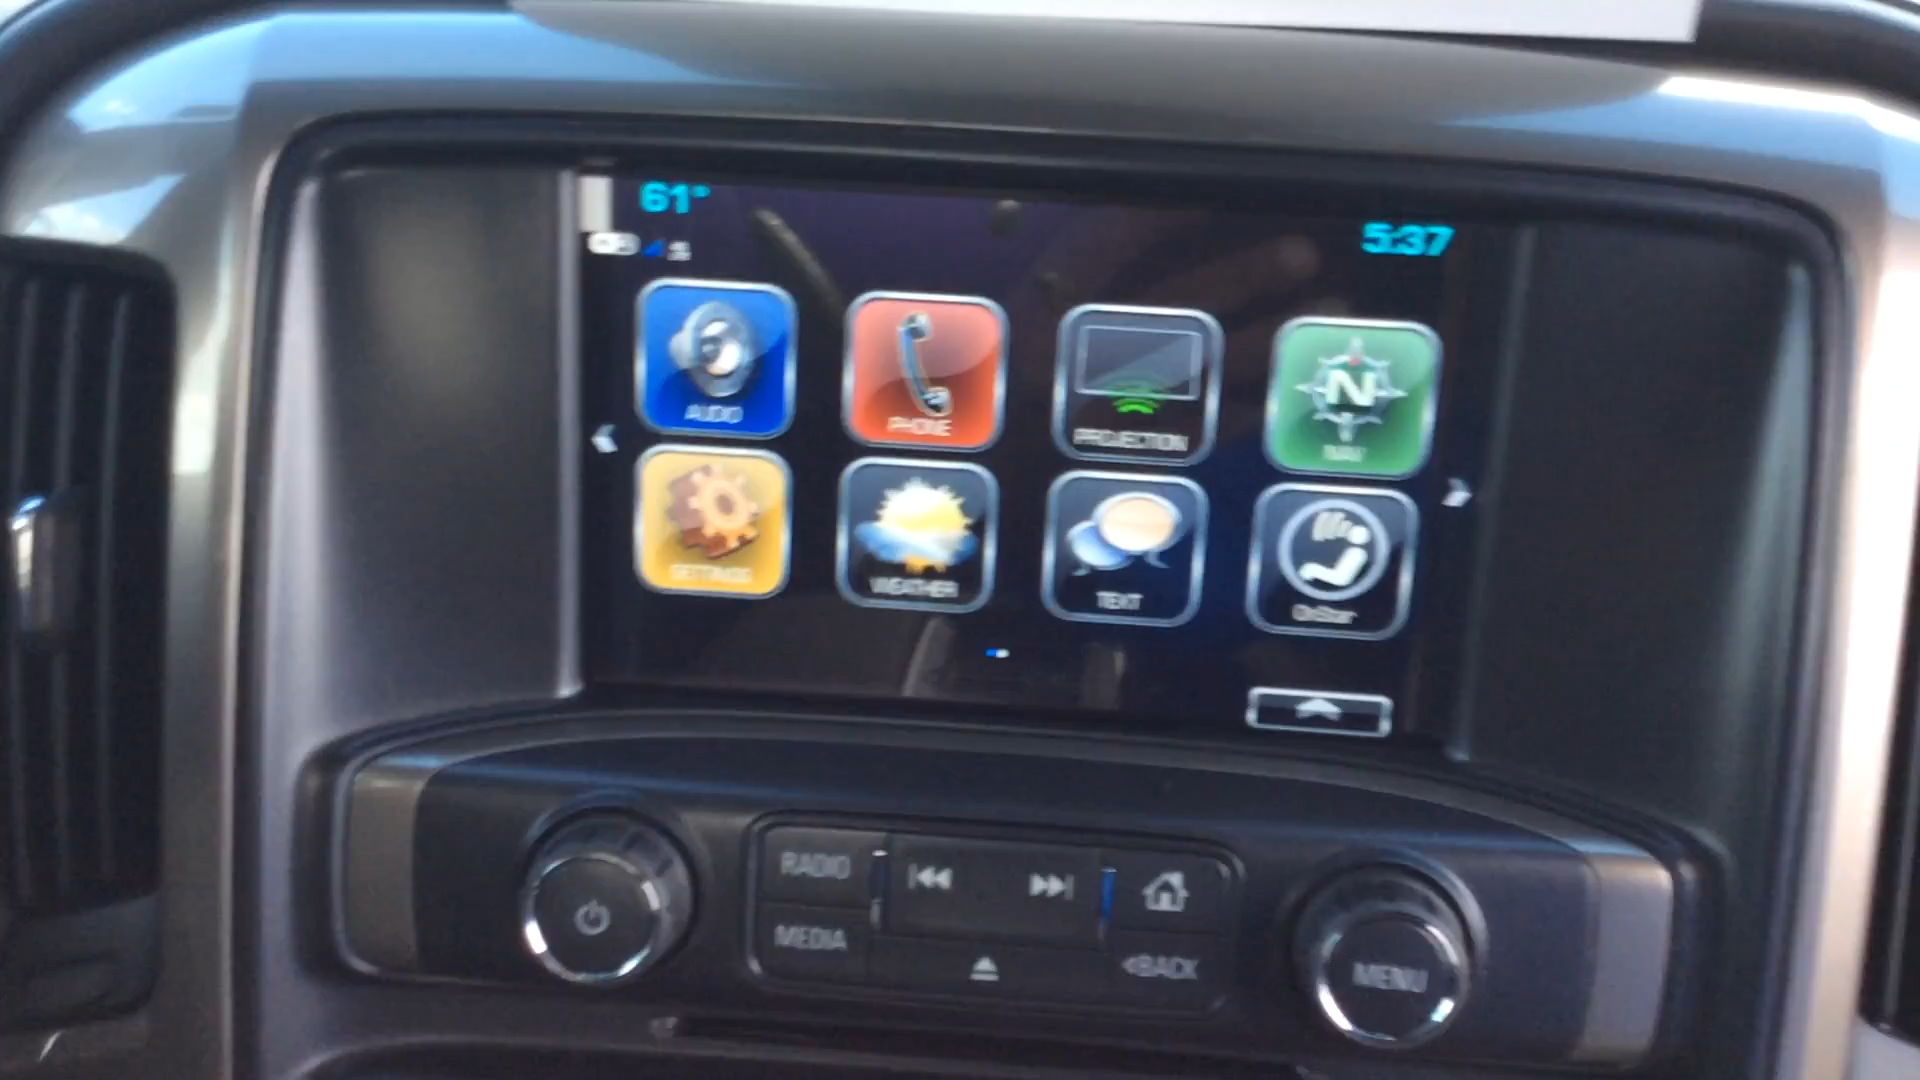 61°
5:37
AUDIO
PHONE
PROJECTION
N
NAV
SETTINGS
WEATHER
TEXT
OnStar
RADIO
MEDIA
<BACK
MENU